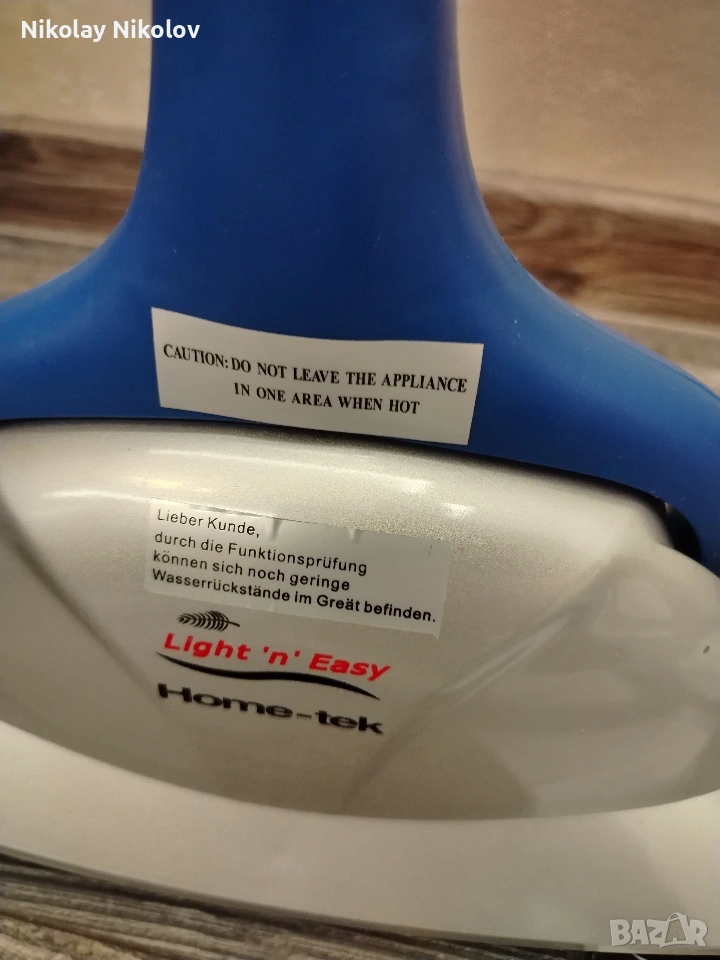 Nikolay Nikolov
CAUTION: DO NOT LEAVE THE APPLIANCE
IN ONE AREA WHEN HOT
Lieber Kunde,
durch die Funktionsprüfung
können sich noch geringe
Wasserrückstände im Greät befinden.
Light 'n' Easy
Home-tek
BAZAR